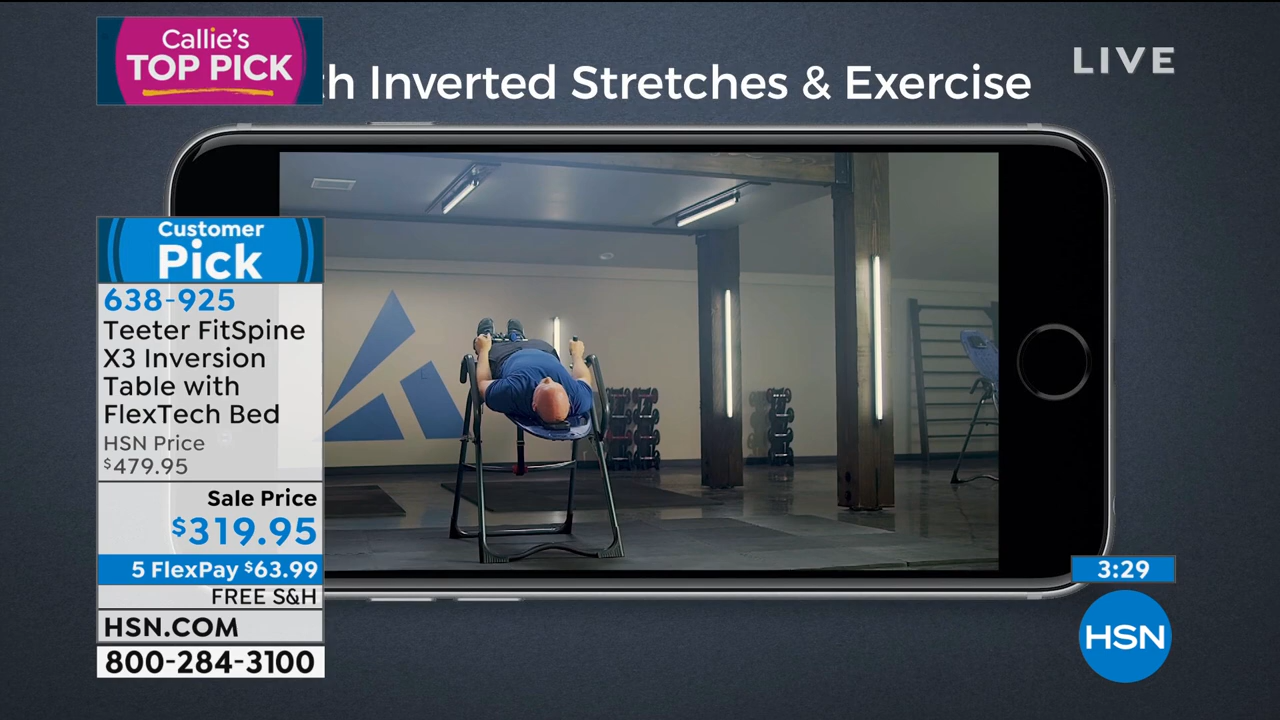 Callie's
TOP PICK
th Inverted Stretches & Exercise
LIVE
Customer
Pick
638-925
Teeter FitSpine
X3 Inversion
Table with
FlexTech Bed
HSN Price
$479.95
Sale Price
$319.95
5 FlexPay $63.99
FREE S&H
HSN.COM
800-284-3100
3:29
HSN